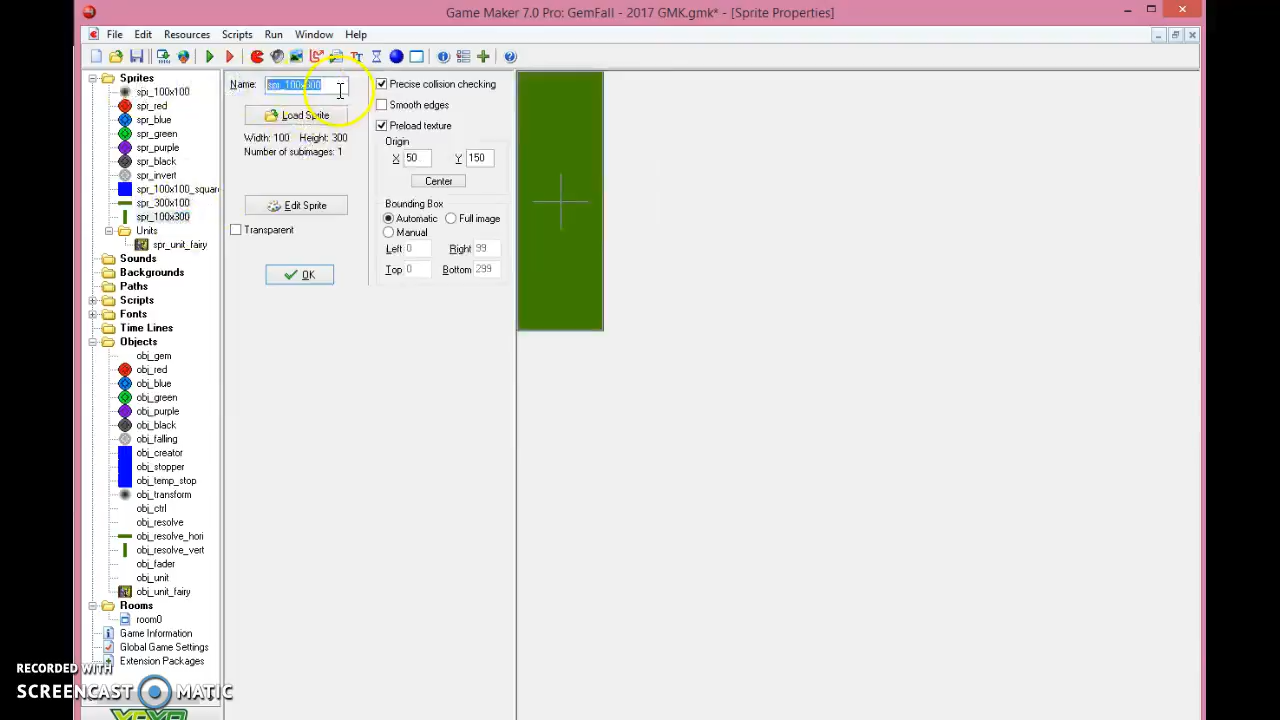 Game Maker 7.0 Pro: GemFall - 2017 GMK.gmk* - [Sprite Properties]
File Edit Resources Scripts Run Window Help
Sprites
spr_100x100
spr_red
spr_blue
spr_green
spr_purple
spr_black
spr_invert
spr_100x100_square
spr_300x100
spr_100x300
Units
spr_unit_fairy
Sounds
Backgrounds
Paths
Scripts
Fonts
Time Lines
Objects
obj_gem
obj_red
obj_blue
obj_green
obj_purple
obj_black
obj_falling
obj_creator
obj_stopper
obj_temp_stop
obj_transform
obj_ctrl
obj_resolve
obj_resolve_hori
obj_resolve_vert
obj_fader
obj_unit
obj_unit_fairy
Rooms
room0
Game Information
Global Game Settings
Extension Packages
Name: spr_100x300
Load Sprite
Width: 100 Height: 300
Number of subimages: 1
Edit Sprite
Transparent
OK
Precise collision checking
Smooth edges
Preload texture
Origin
X 50 Y 150
Center
Bounding Box
Automatic Full image
Manual
Left 0 Right 99
Top 0 Bottom 299
RECORDED WITH
SCREENCAST MATIC